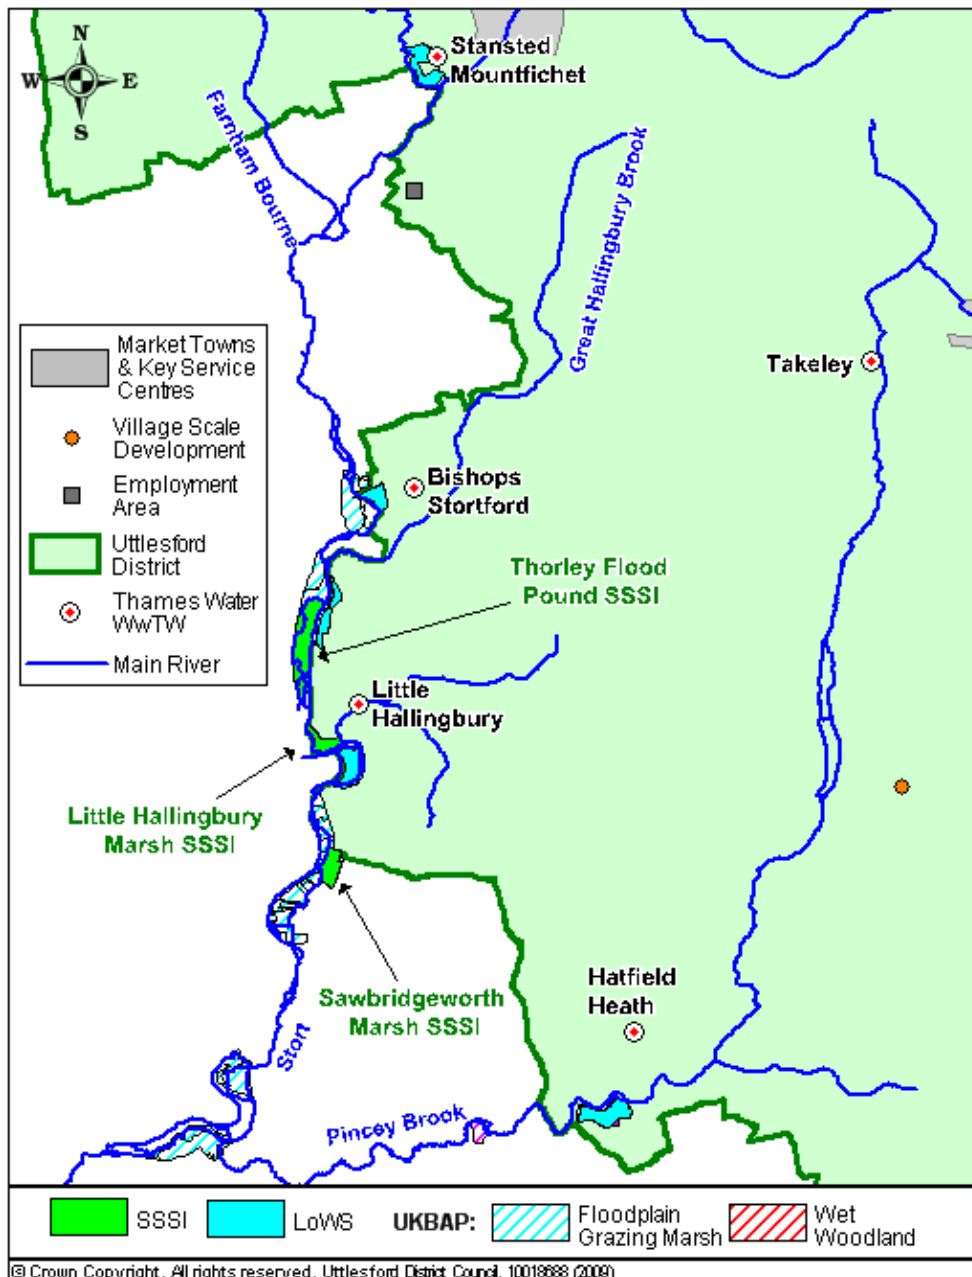 N
W E
S
Stansted
Mountfichet
Farnham Bourne
Great Hallingbury Brook
Takeley
Market Towns
& Key Service
Centres
Village Scale
Development
Employment
Area
Uttlesford
District
Thames Water
WwTW
Main River
Bishops
Stortford
Thorley Flood
Pound SSSI
Little
Hallingbury
Little Hallingbury
Marsh SSSI
Sawbridgeworth
Marsh SSSI
Hatfield
Heath
Stort
Pincey Brook
SSSI
LoWS
UKBAP:
Floodplain
Grazing Marsh
Wet
Woodland
© Crown Copyright. All rights reserved. Uttlesford District Council. 10018688 (2009)